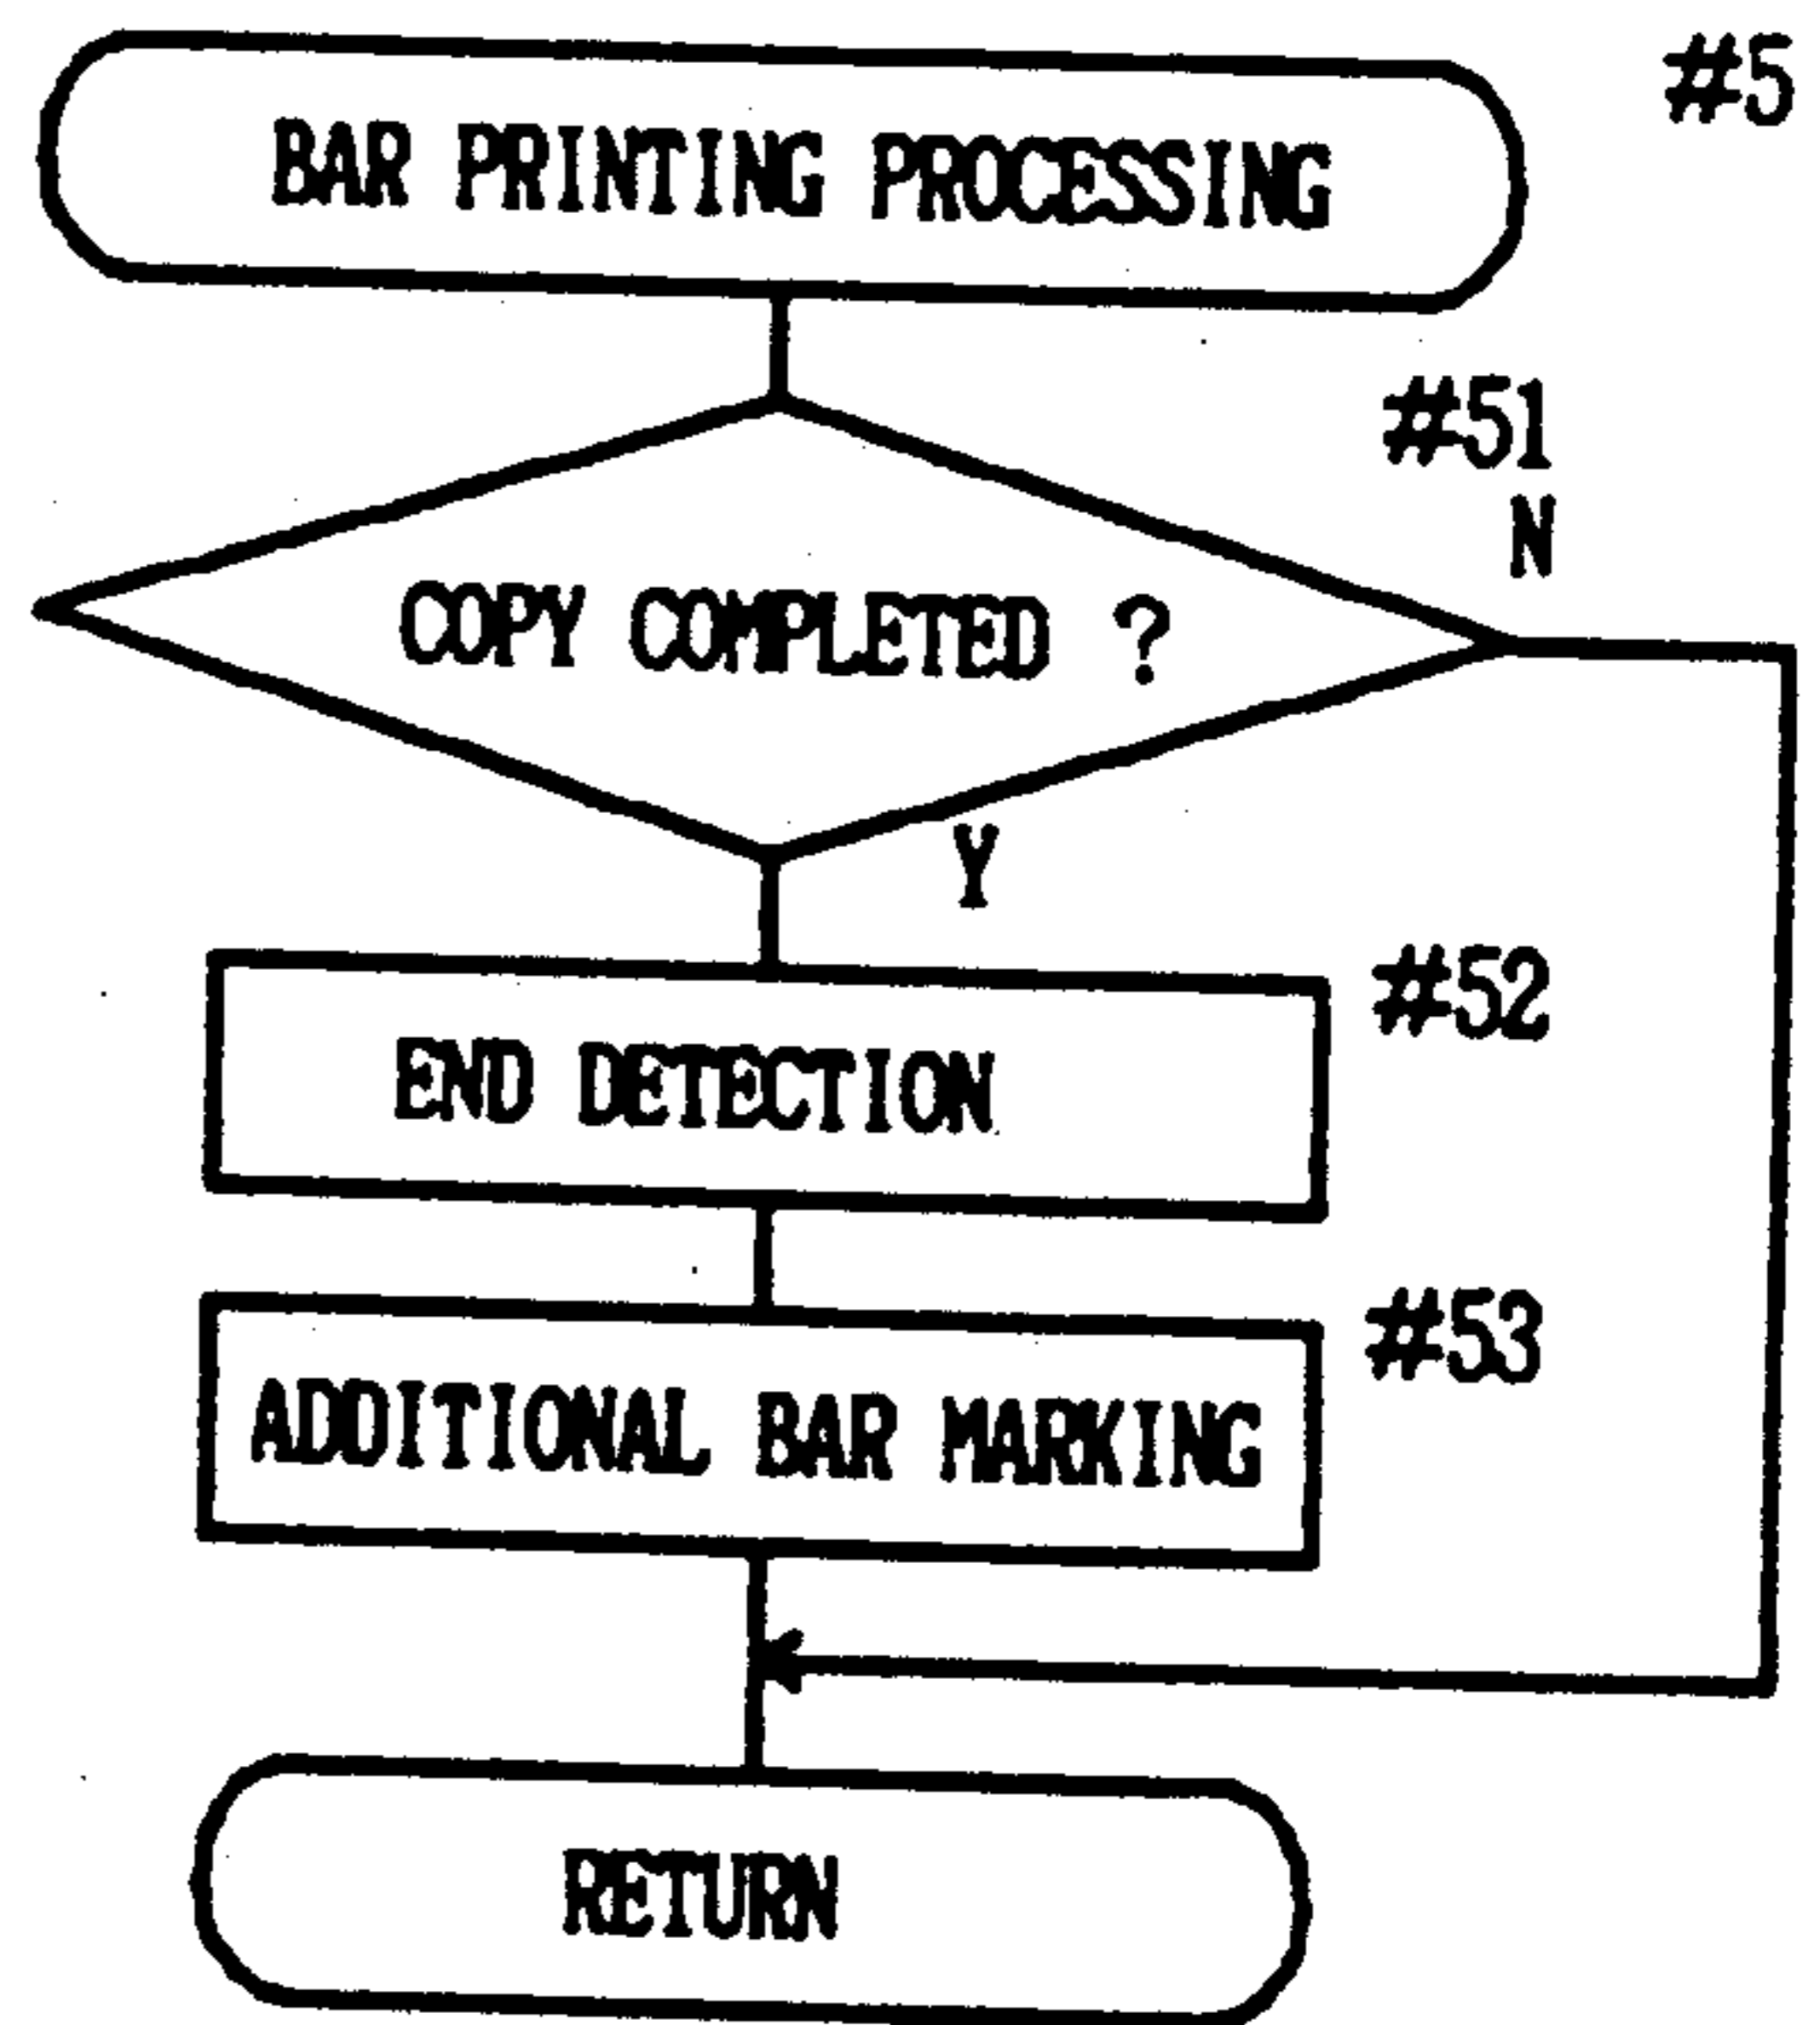 #5
BAR PRINTING PROCESSING
#51
N
COPY COMPLETED ?
Y
#52
END DETECTION
#53
ADDITIONAL BAR MARKING
RETURN